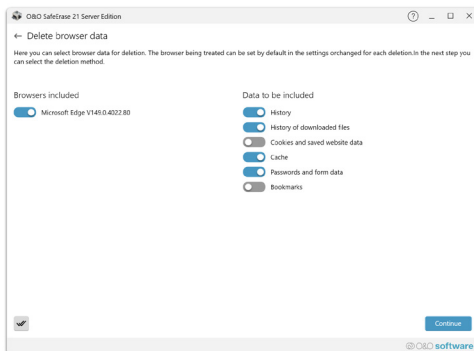 O&O SafeErase 21 Server Edition
← Delete browser data
Here you can select browser data for deletion. The browser being treated can be set by default in the settings orchanged for each deletion.In the next step you
can select the deletion method.
Browsers included
Microsoft Edge V149.0.4022.80
Data to be included
History
History of downloaded files
Cookies and saved website data
Cache
Passwords and form data
Bookmarks
Continue
O&O software